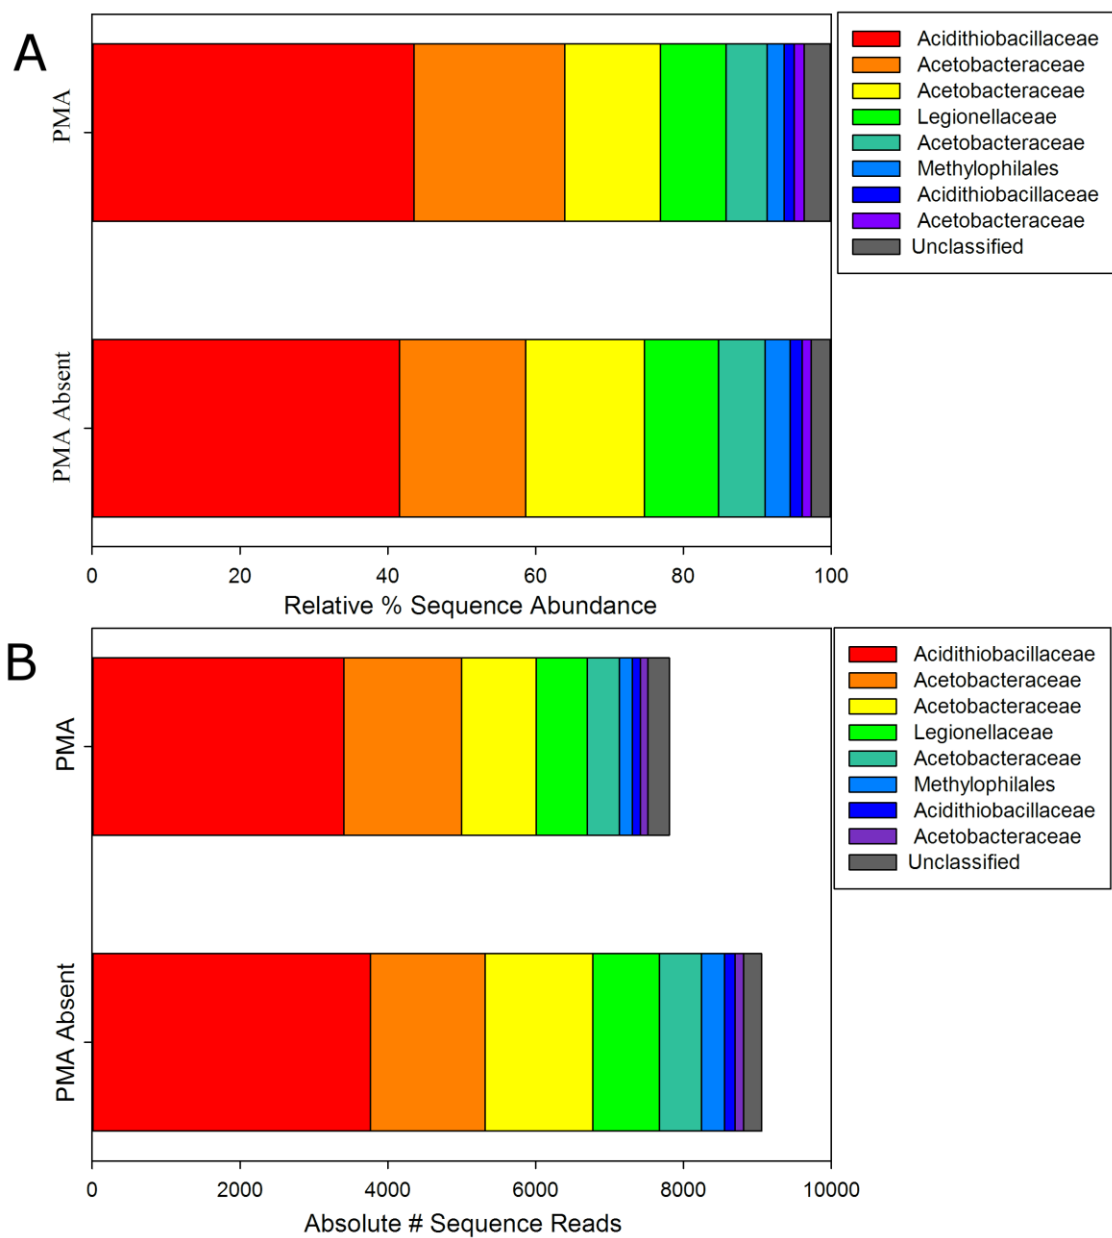 A
PMA
PMA Absent
0 20 40 60 80 100
Relative % Sequence Abundance
Acidithiobacillaceae
Acetobacteraceae
Acetobacteraceae
Legionellaceae
Acetobacteraceae
Methylophilales
Acidithiobacillaceae
Acetobacteraceae
Unclassified
B
PMA
PMA Absent
0 2000 4000 6000 8000 10000
Absolute # Sequence Reads
Acidithiobacillaceae
Acetobacteraceae
Acetobacteraceae
Legionellaceae
Acetobacteraceae
Methylophilales
Acidithiobacillaceae
Acetobacteraceae
Unclassified